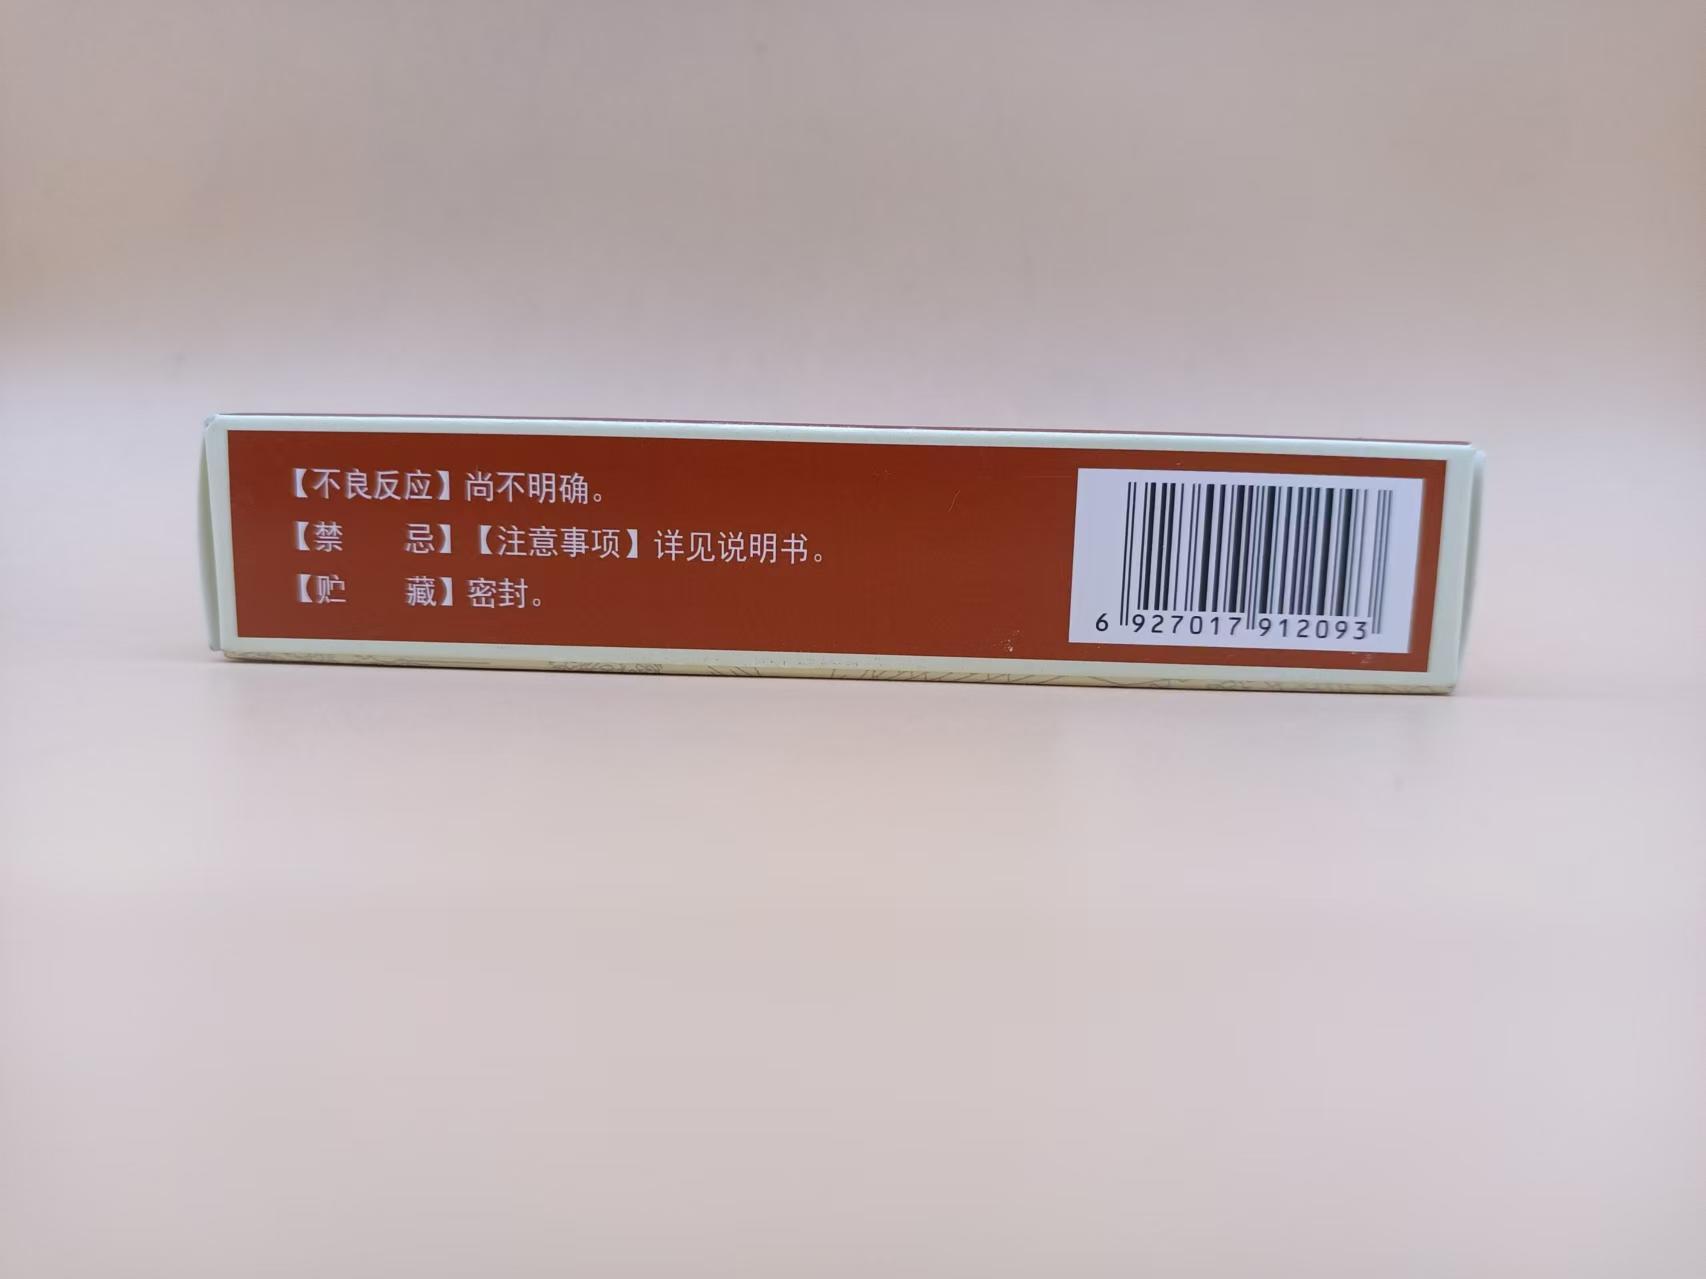 【不良反应】尚不明确。
【禁　　忌】【注意事项】详见说明书。
【贮　　藏】密封。
6 927017 912093